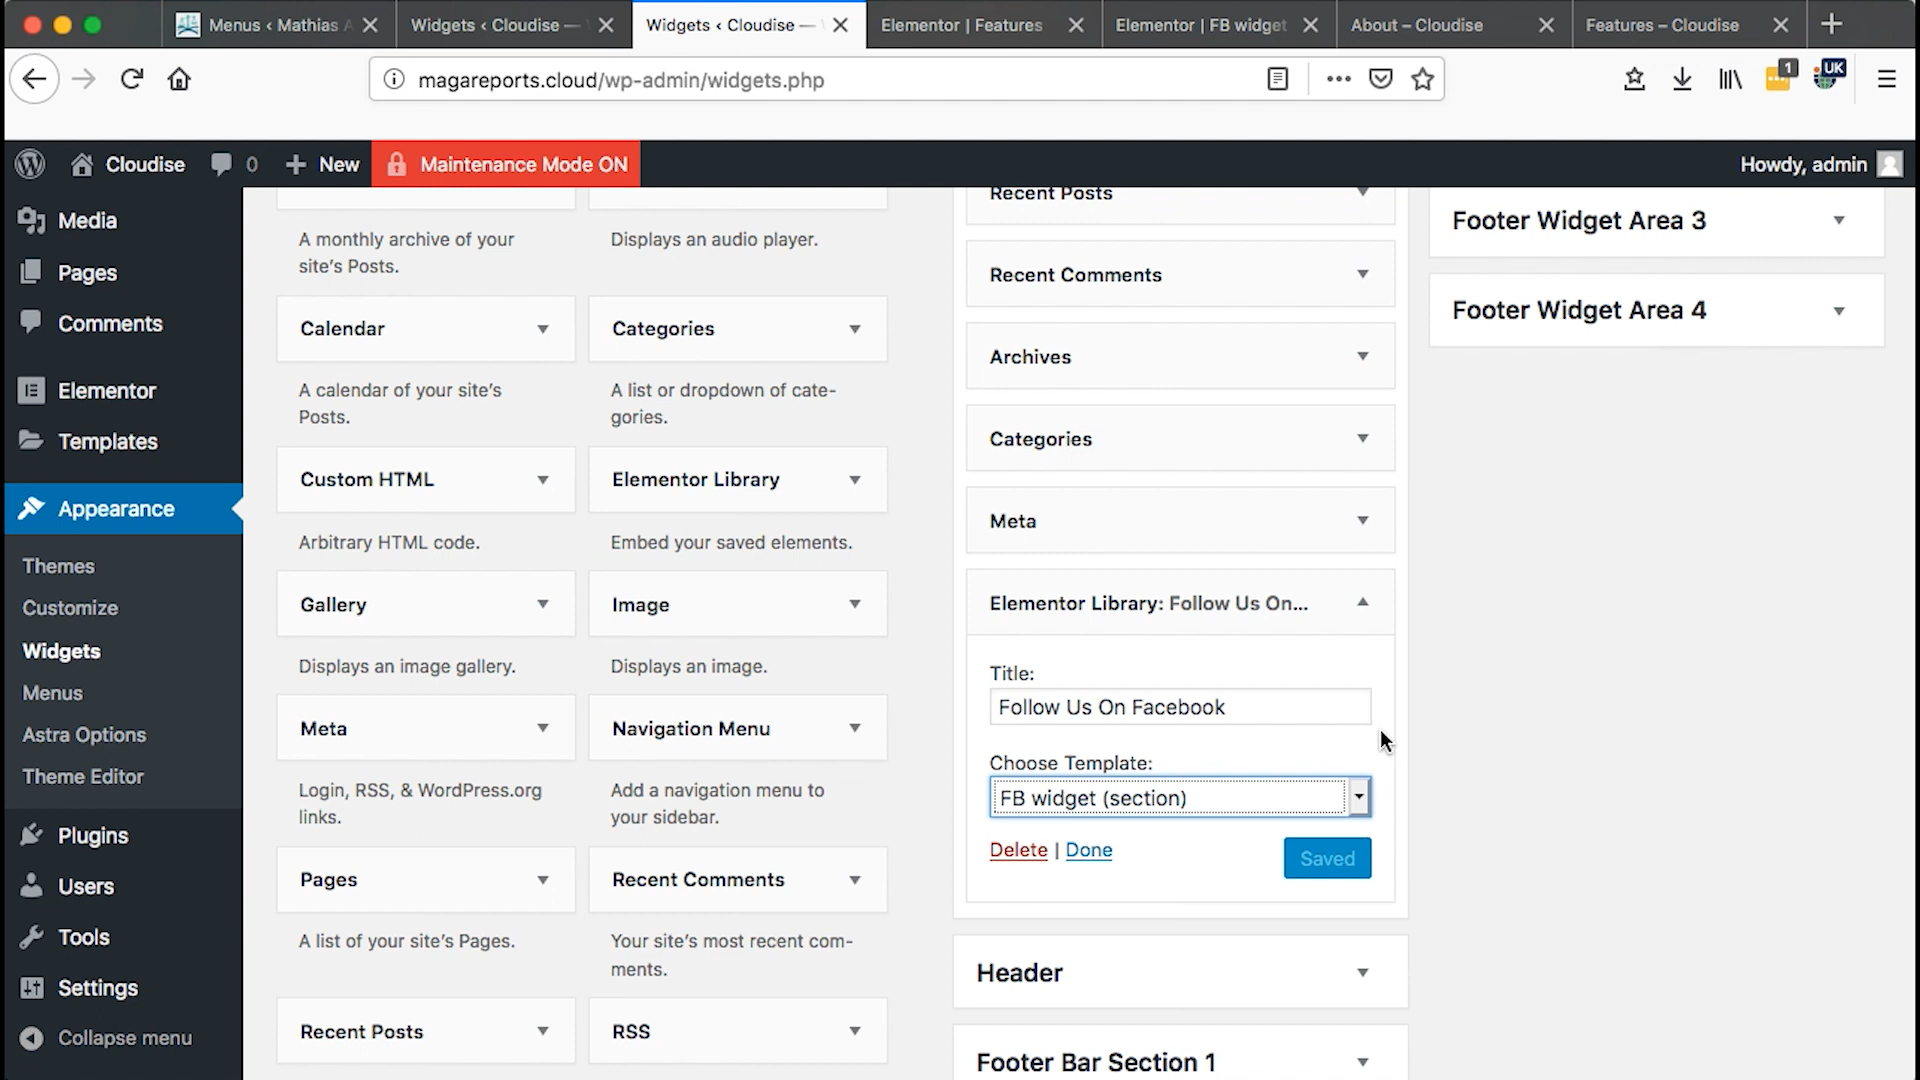 Menus ‹ Mathias A
Widgets ‹ Cloudise —
Widgets ‹ Cloudise —
Elementor | Features
Elementor | FB widget
About – Cloudise
Features – Cloudise
magareports.cloud/wp-admin/widgets.php
1
UK
Cloudise
0
New
Maintenance Mode ON
Howdy, admin
Media
Pages
Comments
Elementor
Templates
Appearance
Themes
Customize
Widgets
Menus
Astra Options
Theme Editor
Plugins
Users
Tools
Settings
Collapse menu
A monthly archive of your
site's Posts.
Displays an audio player.
Calendar
Categories
A calendar of your site's
Posts.
A list or dropdown of cate-
gories.
Custom HTML
Elementor Library
Arbitrary HTML code.
Embed your saved elements.
Gallery
Image
Displays an image gallery.
Displays an image.
Meta
Navigation Menu
Login, RSS, & WordPress.org
links.
Add a navigation menu to
your sidebar.
Pages
Recent Comments
A list of your site's Pages.
Your site's most recent com-
ments.
Recent Posts
RSS
Recent Posts
Recent Comments
Archives
Categories
Meta
Elementor Library: Follow Us On...
Title:
Follow Us On Facebook
Choose Template:
FB widget (section)
Delete | Done
Saved
Header
Footer Bar Section 1
Footer Widget Area 3
Footer Widget Area 4